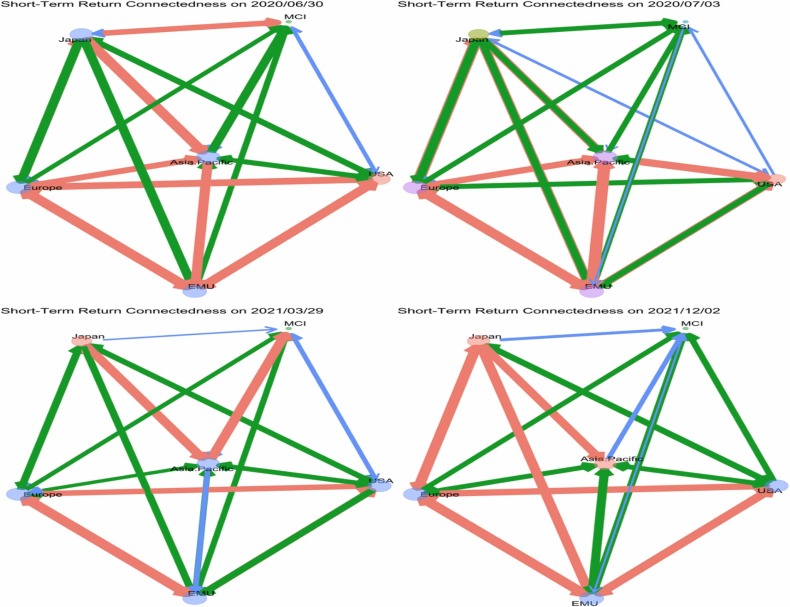 Short-Term Return Connectedness on 2020/06/30
MCI
Japan
Asia.Pacific
USA
Europe
EMU
Short-Term Return Connectedness on 2020/07/03
MCI
Japan
Asia.Pacific
USA
Europe
EMU
Short-Term Return Connectedness on 2021/03/29
MCI
Japan
Asia.Pacific
USA
Europe
EMU
Short-Term Return Connectedness on 2021/12/02
MCI
Japan
Asia.Pacific
USA
Europe
EMU